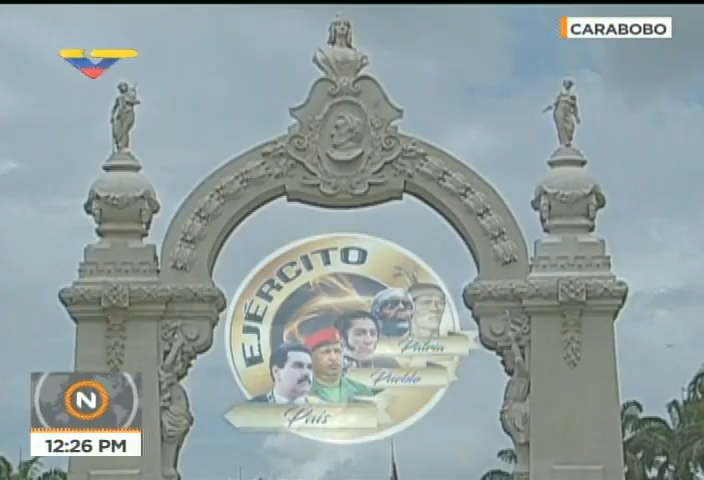 CARABOBO
EJÉRCITO
Patria
Pueblo
País
N
12:26 PM